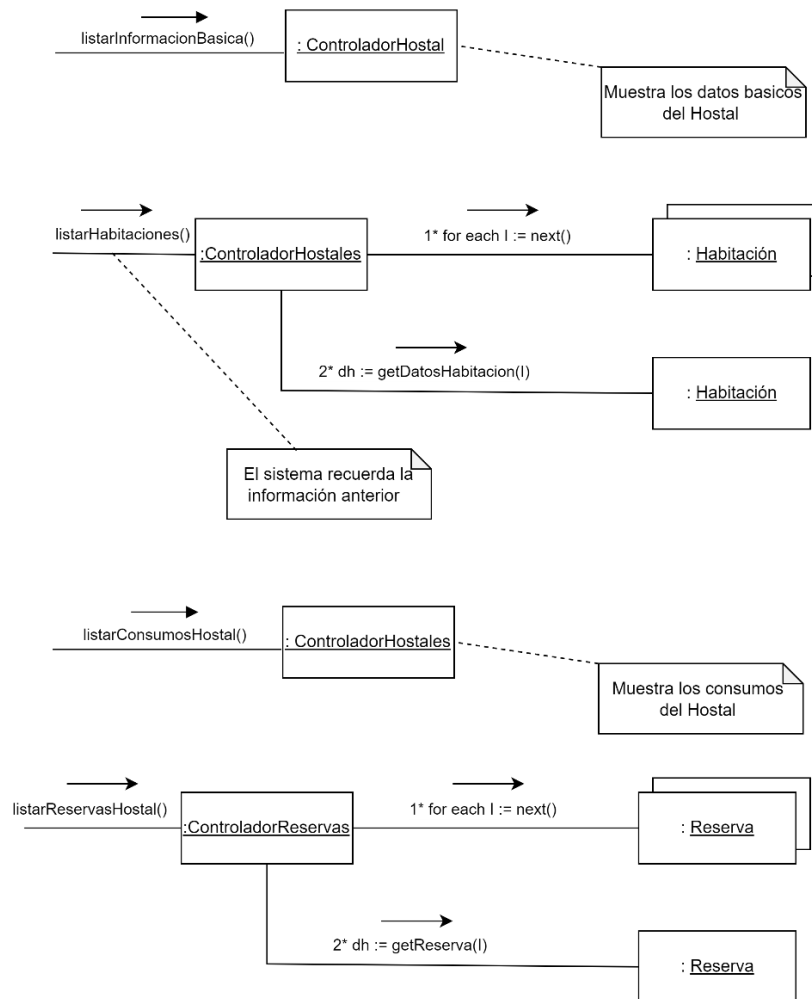 listarInformacionBasica()
: ControladorHostal
Muestra los datos basicos
del Hostal
listarHabitaciones()
:ControladorHostales
1* for each I := next()
: Habitación
2* dh := getDatosHabitacion(I)
: Habitación
El sistema recuerda la
información anterior
listarConsumosHostal()
: ControladorHostales
Muestra los consumos
del Hostal
listarReservasHostal()
:ControladorReservas
1* for each I := next()
: Reserva
2* dh := getReserva(I)
: Reserva